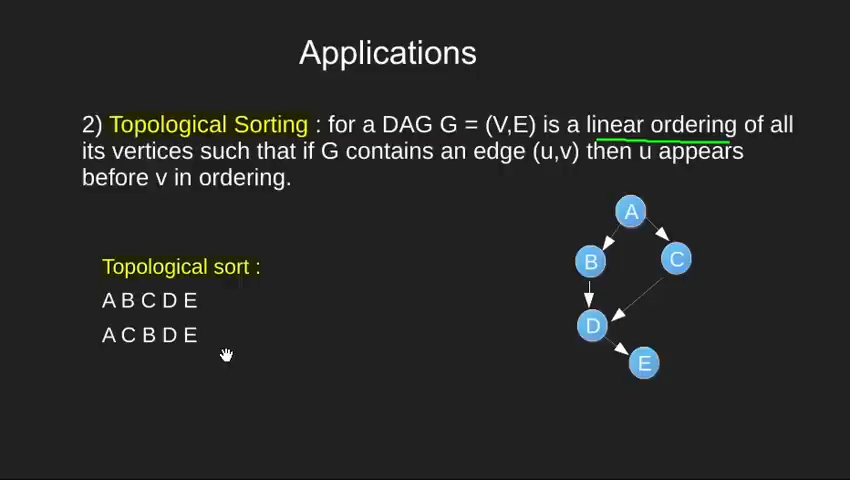 Applications
2) Topological Sorting : for a DAG G = (V,E) is a linear ordering of all
its vertices such that if G contains an edge (u,v) then u appears
before v in ordering.
A
B
C
Topological sort :
A B C D E
D
A C B D E
E